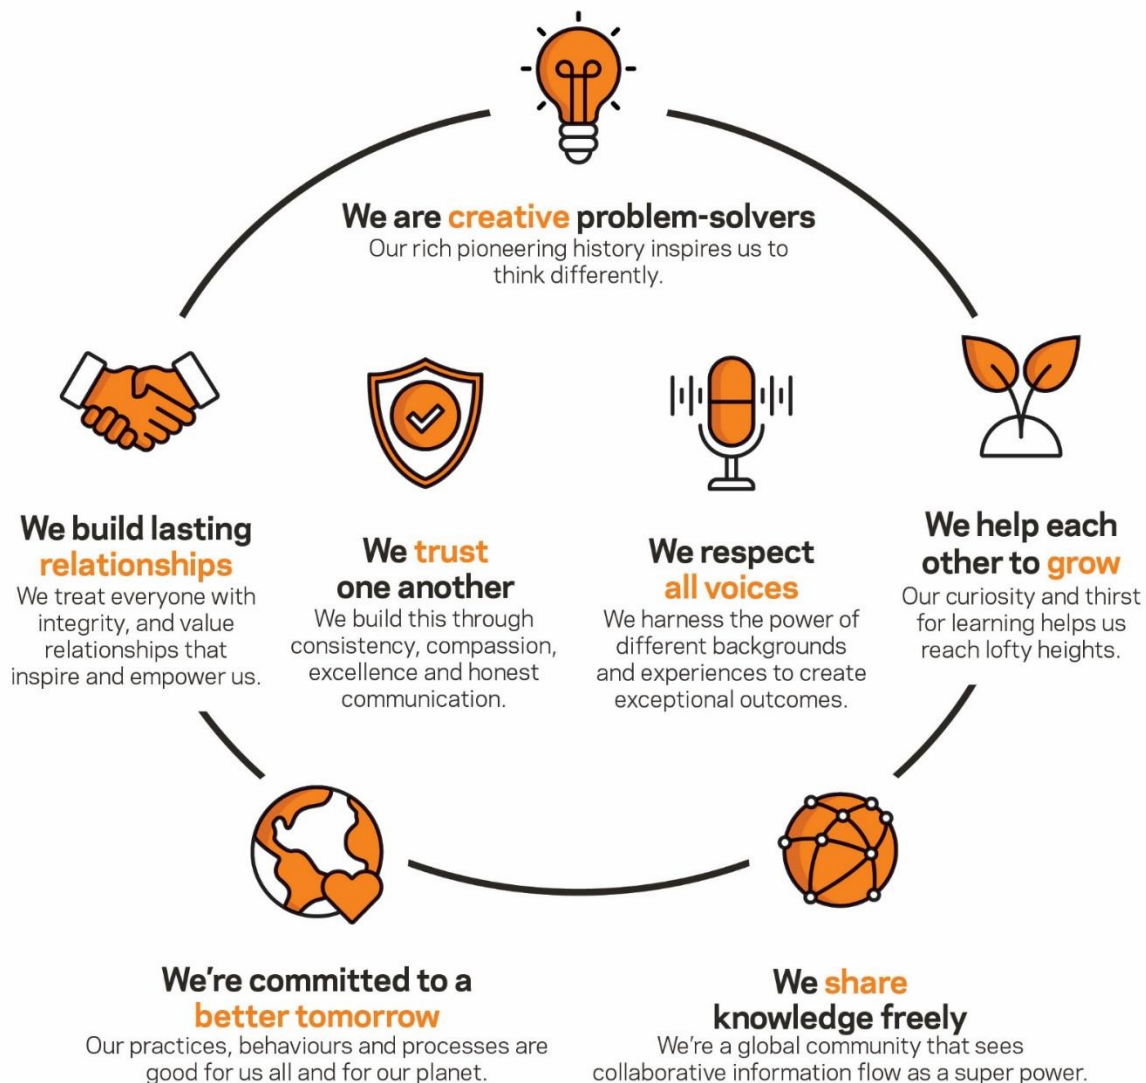 We are creative problem-solvers
Our rich pioneering history inspires us to
think differently.
We build lasting
relationships
We treat everyone with
integrity, and value
relationships that
inspire and empower us.
We trust
one another
We build this through
consistency, compassion,
excellence and honest
communication.
We respect
all voices
We harness the power of
different backgrounds
and experiences to create
exceptional outcomes.
We help each
other to grow
Our curiosity and thirst
for learning helps us
reach lofty heights.
We're committed to a
better tomorrow
Our practices, behaviours and processes are
good for us all and for our planet.
We share
knowledge freely
We're a global community that sees
collaborative information flow as a super power.